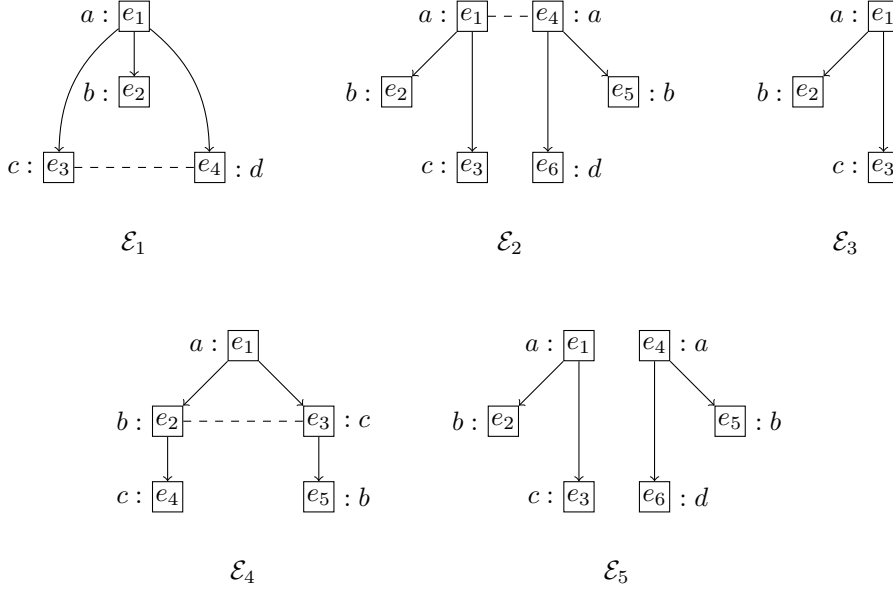 a : e₁ e₁ e₄ : a a : e₁
a :
b : e₂ b : e₂ e₅ : b b : e₂
c : e₃ e₄ : d c : e₃ e₆ : d c : e₃
ℰ₁ ℰ₂ ℰ₃
a : e₁ a : e₁ e₄ : a
b : e₂ e₃ : c b : e₂ e₅ : b
c : e₄ e₅ : b c : e₃ e₆ : d
ℰ₄ ℰ₅